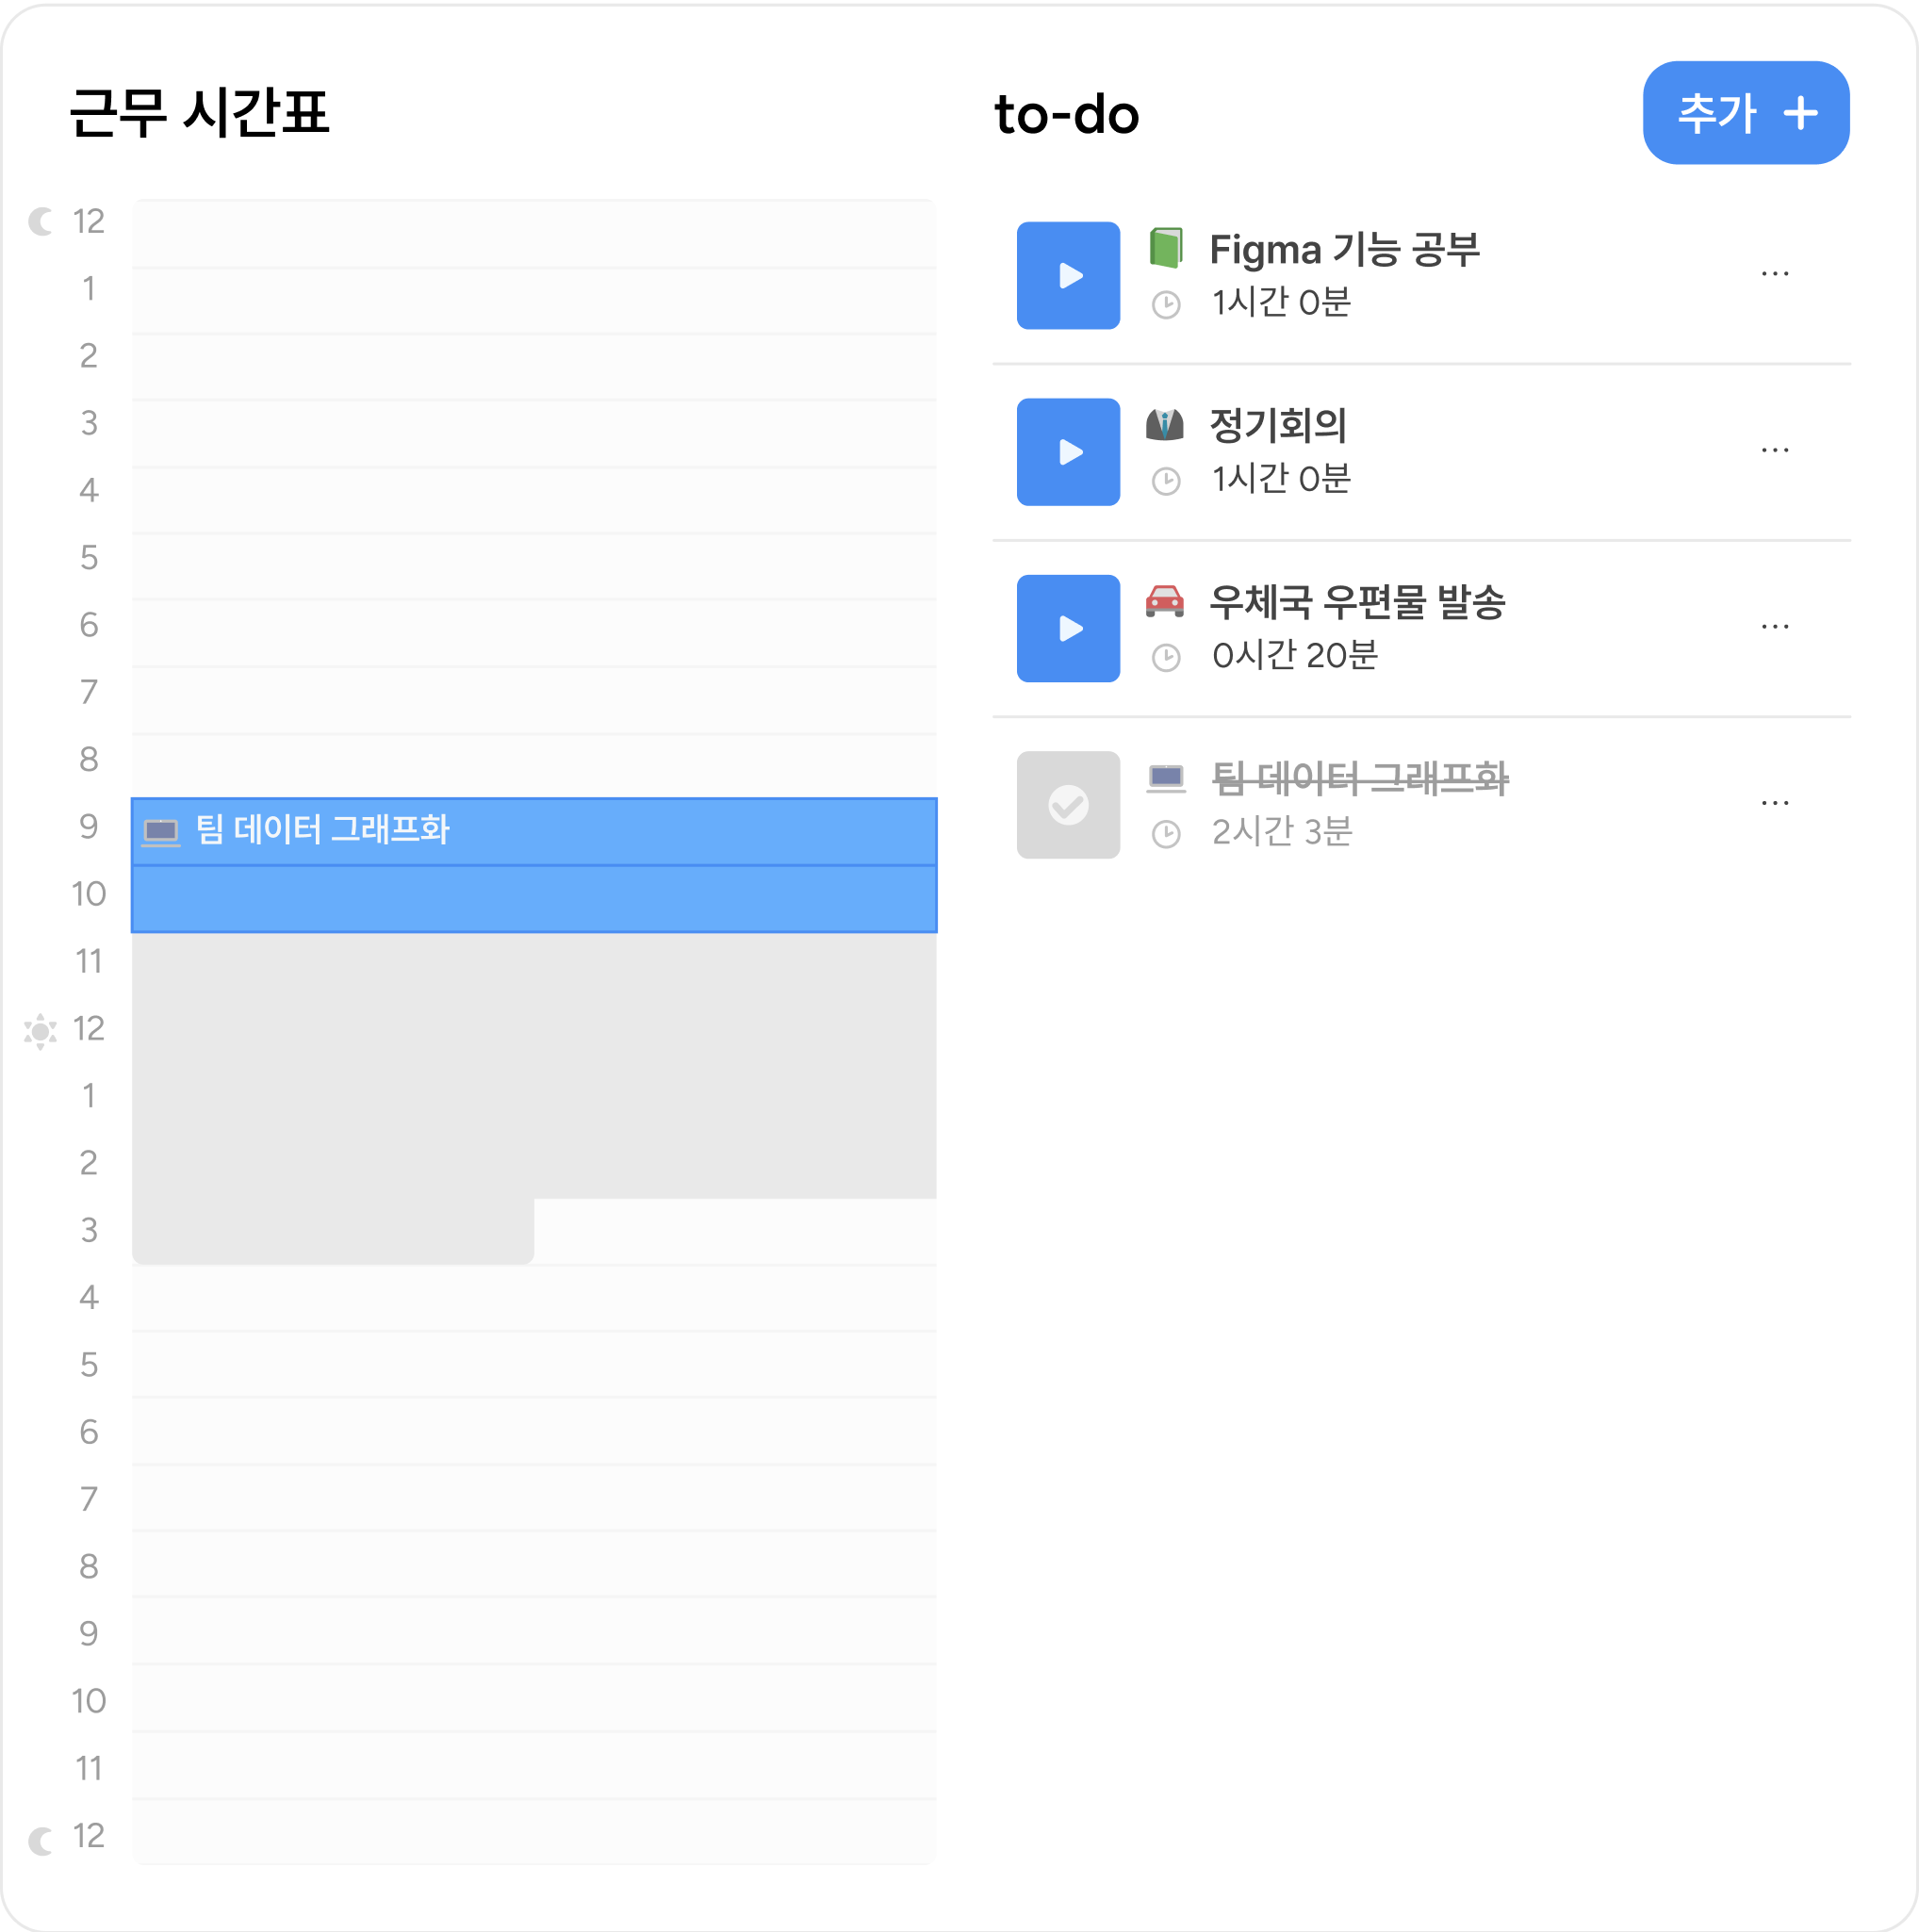 근무 시간표
12
1
2
3
4
5
6
7
8
9 팀 데이터 그래프화
10
11
12
1
2
3
4
5
6
7
8
9
10
11
12
to-do
추가 +
Figma 기능 공부
1시간 0분
정기회의
1시간 0분
우체국 우편물 발송
0시간 20분
팀 데이터 그래프화
2시간 3분